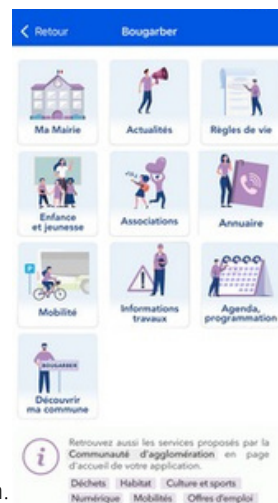 Retour
Bougarber
Ma Mairie
Actualités
Règles de vie
Enfance
et jeunesse
Associations
Annuaire
P
Mobilité
Informations
travaux
Agenda,
programmation
BOUGARBER
Découvrir
ma commune
i
Retrouvez aussi les services proposés par la
Communauté d'agglomération en page
d'accueil de votre application.
Déchets Habitat Culture et sports
Numérique Mobilités Offres d'emploi